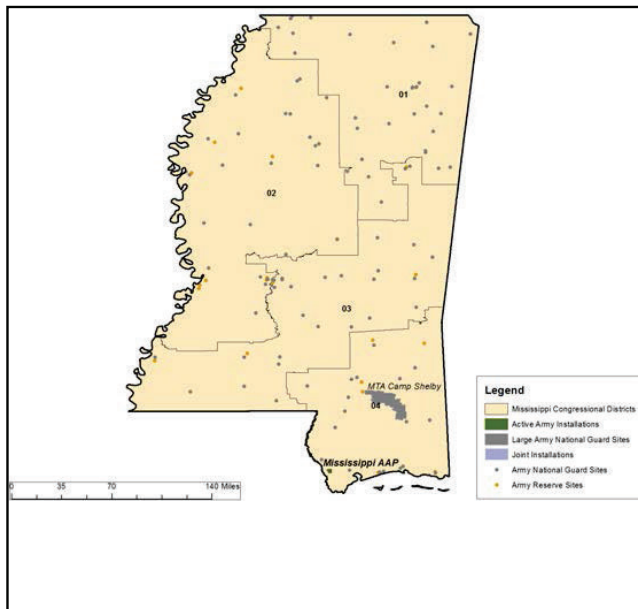 01
02
03
MTA Camp Shelby
04
Mississippi AAP
0 35 70 140 Miles
Legend
Mississippi Congressional Districts
Active Army Installations
Large Army National Guard Sites
Joint Installations
Army National Guard Sites
Army Reserve Sites